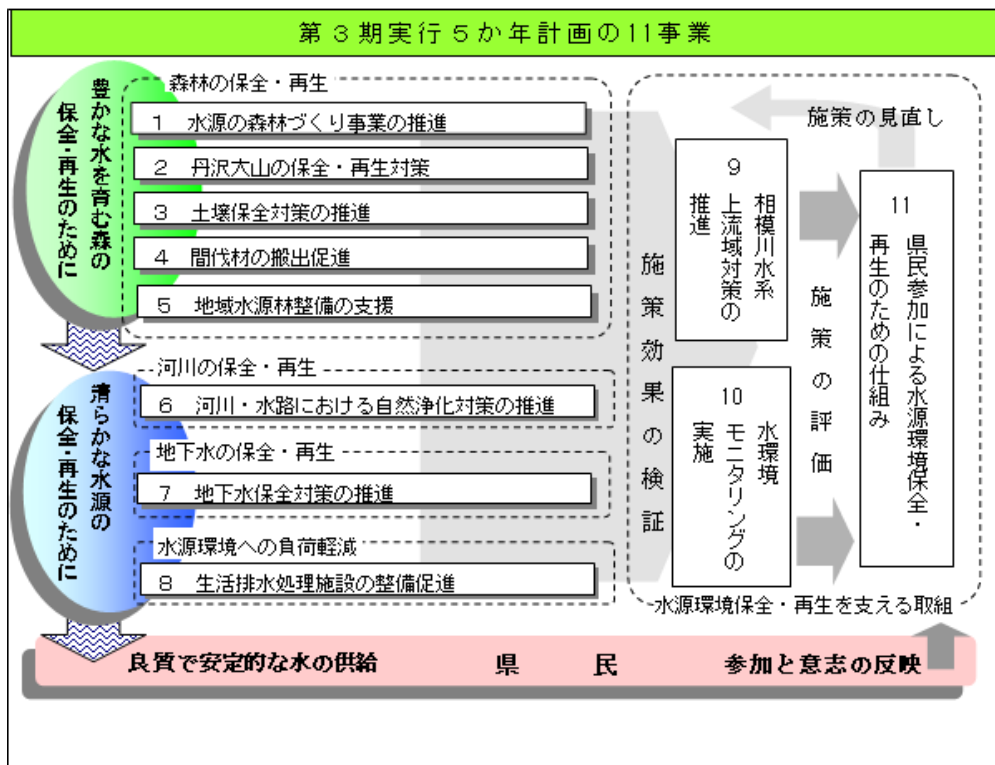 第３期実行５か年計画の11事業
豊かな水を育む森の
保全・再生のために
森林の保全・再生
１　水源の森林づくり事業の推進
２　丹沢大山の保全・再生対策
３　土壌保全対策の推進
４　間伐材の搬出促進
５　地域水源林整備の支援
清らかな水源の
保全・再生のために
河川の保全・再生
６　河川・水路における自然浄化対策の推進
地下水の保全・再生
７　地下水保全対策の推進
水源環境への負荷軽減
８　生活排水処理施設の整備促進
施策効果の検証
９
相模川水系
上流域対策の
推進
10
水環境
モニタリングの
実施
施策の評価
施策の見直し
11
県民参加による水源環境保全・
再生のための仕組み
水源環境保全・再生を支える取組
良質で安定的な水の供給　県　民　参加と意志の反映